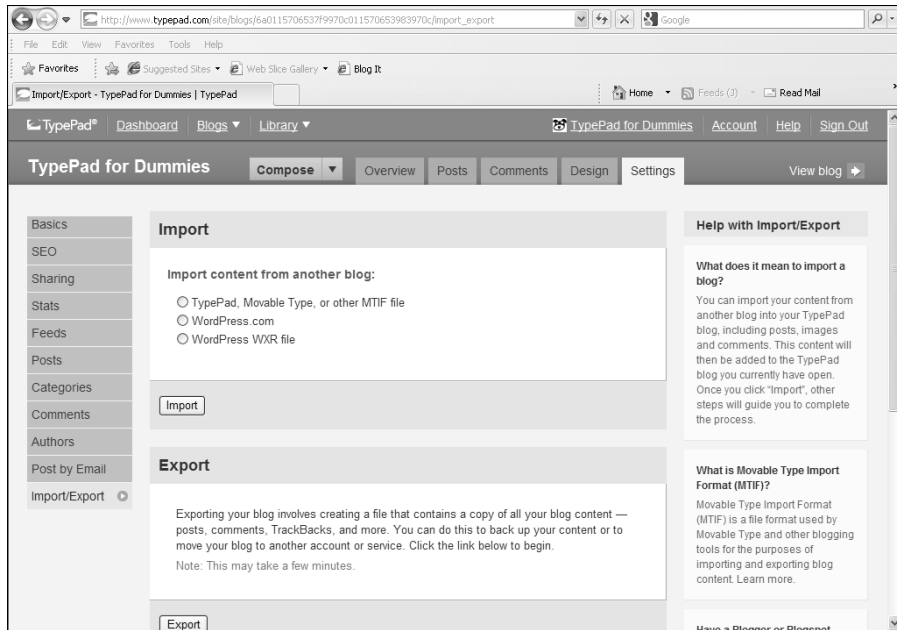 http://www.typepad.com/site/blogs/6a0115706537f9970c011570653983970c/import_export
Google
File Edit View Favorites Tools Help
Favorites Suggested Sites Web Slice Gallery Blog It
Import/Export - TypePad for Dummies | TypePad
Home Feeds (J) Read Mail
TypePad® Dashboard Blogs Library TypePad for Dummies Account Help Sign Out
TypePad for Dummies Compose Overview Posts Comments Design Settings View blog
Basics
SEO
Sharing
Stats
Feeds
Posts
Categories
Comments
Authors
Post by Email
Import/Export
Import
Import content from another blog:
TypePad, Movable Type, or other MTIF file
WordPress.com
WordPress WXR file
Import
Export
Exporting your blog involves creating a file that contains a copy of all your blog content —
posts, comments, TrackBacks, and more. You can do this to back up your content or to
move your blog to another account or service. Click the link below to begin.
Note: This may take a few minutes.
Export
Help with Import/Export
What does it mean to import a
blog?
You can import your content from
another blog into your TypePad
blog, including posts, images
and comments. This content will
then be added to the TypePad
blog you currently have open.
Once you click "Import", other
steps will guide you to complete
the process.
What is Movable Type Import
Format (MTIF)?
Movable Type Import Format
(MTIF) is a file format used by
Movable Type and other blogging
tools for the purposes of
importing and exporting blog
content. Learn more.
Have a Blogger or Blogspot